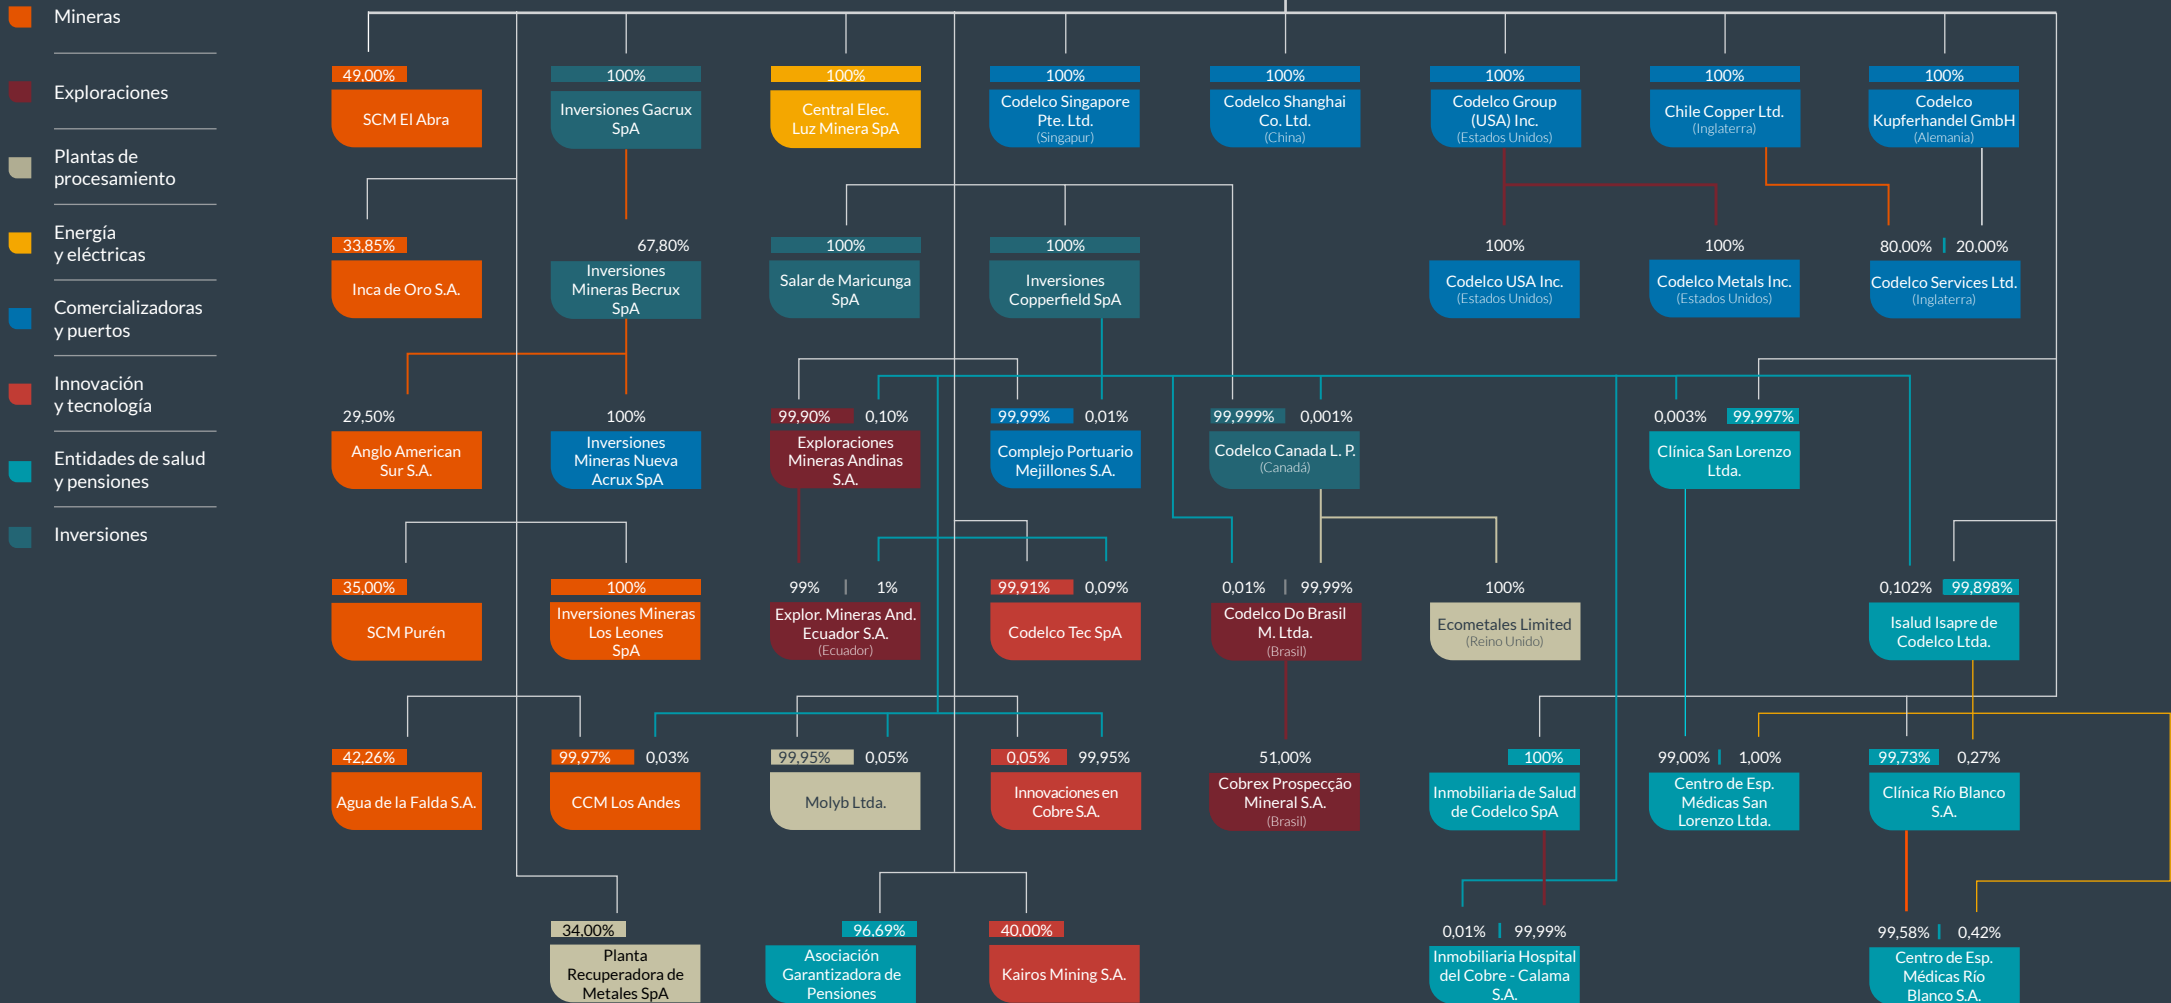 Mineras
Exploraciones
Plantas de
procesamiento
Energía
y eléctricas
Comercializadoras
y puertos
Innovación
y tecnología
Entidades de salud
y pensiones
Inversiones
49,00%
SCM El Abra
100%
Inversiones Gacrux
SpA
100%
Central Elec.
Luz Minera SpA
100%
Codelco Singapore
Pte. Ltd.
(Singapur)
100%
Codelco Shanghai
Co. Ltd.
(China)
100%
Codelco Group
(USA) Inc.
(Estados Unidos)
100%
Chile Copper Ltd.
(Inglaterra)
100%
Codelco
Kupferhandel GmbH
(Alemania)
33,85%
Inca de Oro S.A.
67,80%
Inversiones
Mineras Becrux
SpA
100%
Salar de Maricunga
SpA
100%
Inversiones
Copperfield SpA
100%
Codelco USA Inc.
(Estados Unidos)
100%
Codelco Metals Inc.
(Estados Unidos)
80,00% | 20,00%
Codelco Services Ltd.
(Inglaterra)
29,50%
Anglo American
Sur S.A.
100%
Inversiones
Mineras Nueva
Acrux SpA
99,90% 0,10%
Exploraciones
Mineras Andinas
S.A.
99,99% 0,01%
Complejo Portuario
Mejillones S.A.
99,999% 0,001%
Codelco Canada L. P.
(Canadá)
0,003% 99,997%
Clínica San Lorenzo
Ltda.
35,00%
SCM Purén
100%
Inversiones Mineras
Los Leones
SpA
99% | 1%
Explor. Mineras And.
Ecuador S.A.
(Ecuador)
99,91% 0,09%
Codelco Tec SpA
0,01% | 99,99%
Codelco Do Brasil
M. Ltda.
(Brasil)
100%
Ecometales Limited
(Reino Unido)
0,102% 99,898%
Isalud Isapre de
Codelco Ltda.
42,26%
Agua de la Falda S.A.
99,97% 0,03%
CCM Los Andes
99,95% 0,05%
Molyb Ltda.
0,05% 99,95%
Innovaciones en
Cobre S.A.
51,00%
Cobrex Prospecção
Mineral S.A.
(Brasil)
100%
Inmobiliaria de Salud
de Codelco SpA
99,00% | 1,00%
Centro de Esp.
Médicas San
Lorenzo Ltda.
99,73% 0,27%
Clínica Río Blanco
S.A.
34,00%
Planta
Recuperadora de
Metales SpA
96,69%
Asociación
Garantizadora de
Pensiones
40,00%
Kairos Mining S.A.
0,01% | 99,99%
Inmobiliaria Hospital
del Cobre - Calama
S.A.
99,58% | 0,42%
Centro de Esp.
Médicas Río
Blanco S.A.